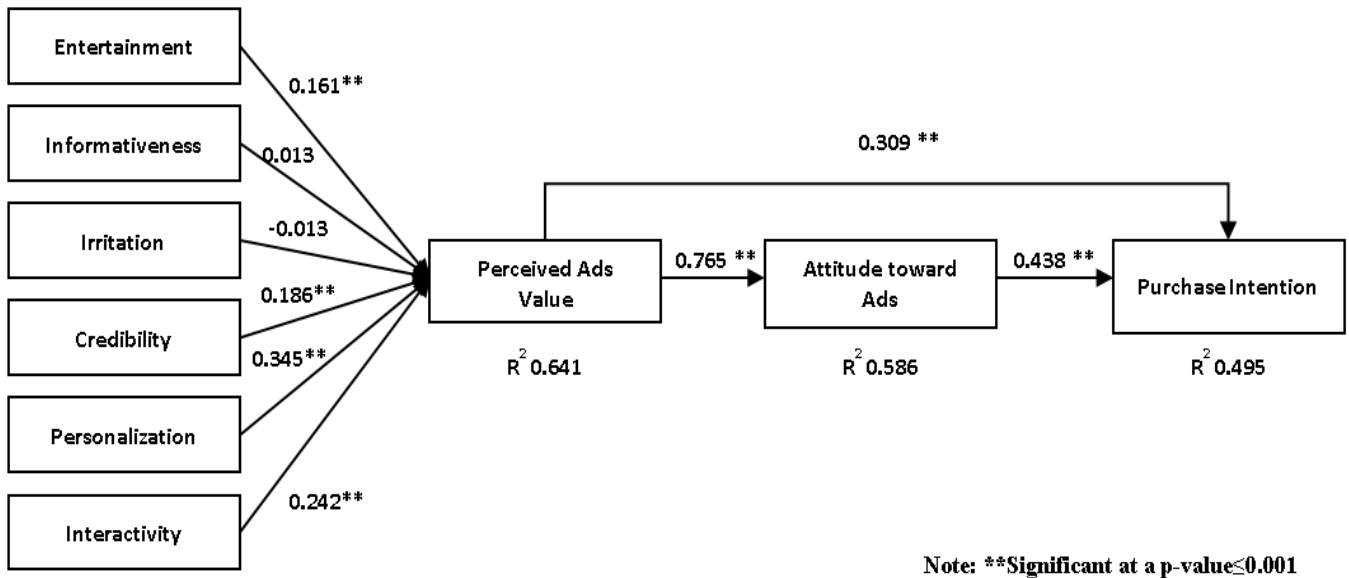 Entertainment
0.161**
Informativeness
0.013
0.309 **
Irritation
-0.013
Perceived Ads
Value
0.765 **
Attitude toward
Ads
0.438 **
Purchase Intention
0.186**
Credibility
0.345**
R² 0.641
R² 0.586
R² 0.495
Personalization
0.242**
Interactivity
Note: **Significant at a p-value≤0.001